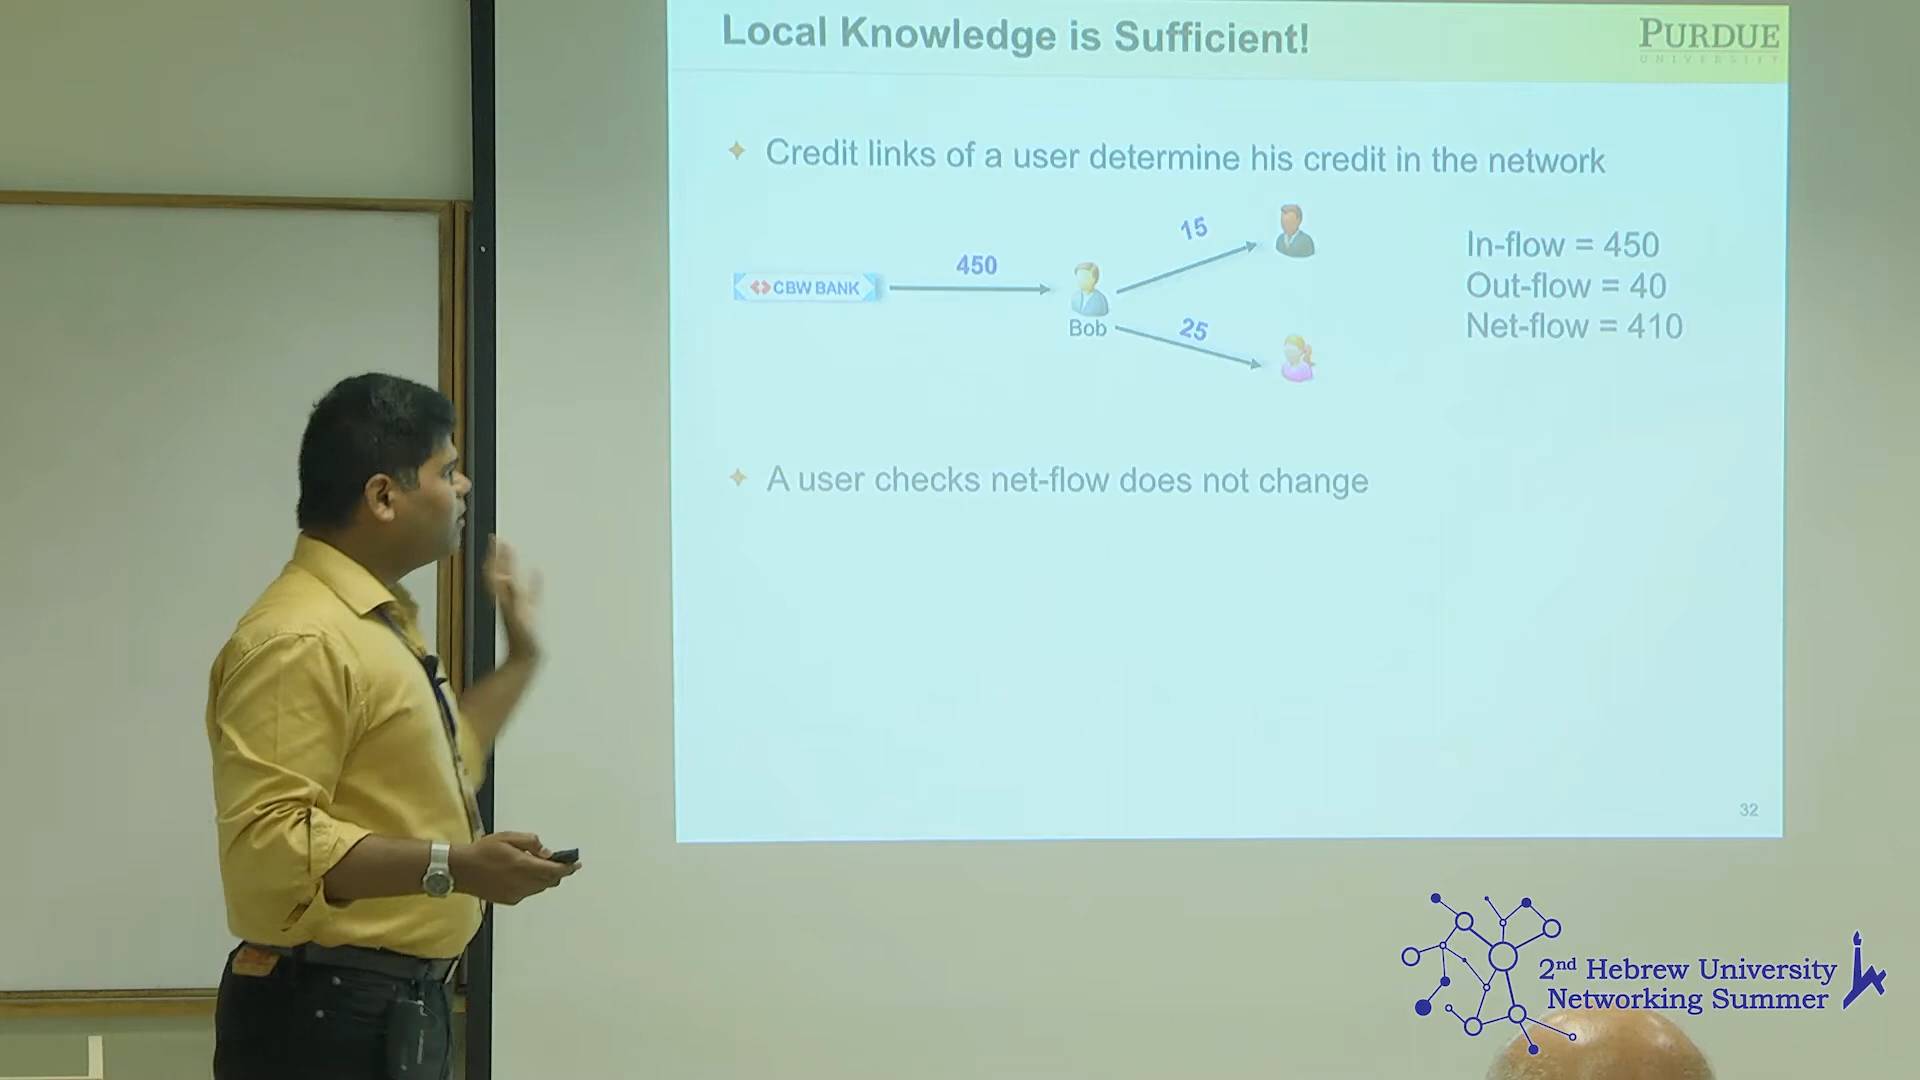 Local Knowledge is Sufficient!
PURDUE
UNIVERSITY
Credit links of a user determine his credit in the network
15
450
CBW BANK
Bob
25
In-flow = 450
Out-flow = 40
Net-flow = 410
A user checks net-flow does not change
32
2nd Hebrew University
Networking Summer